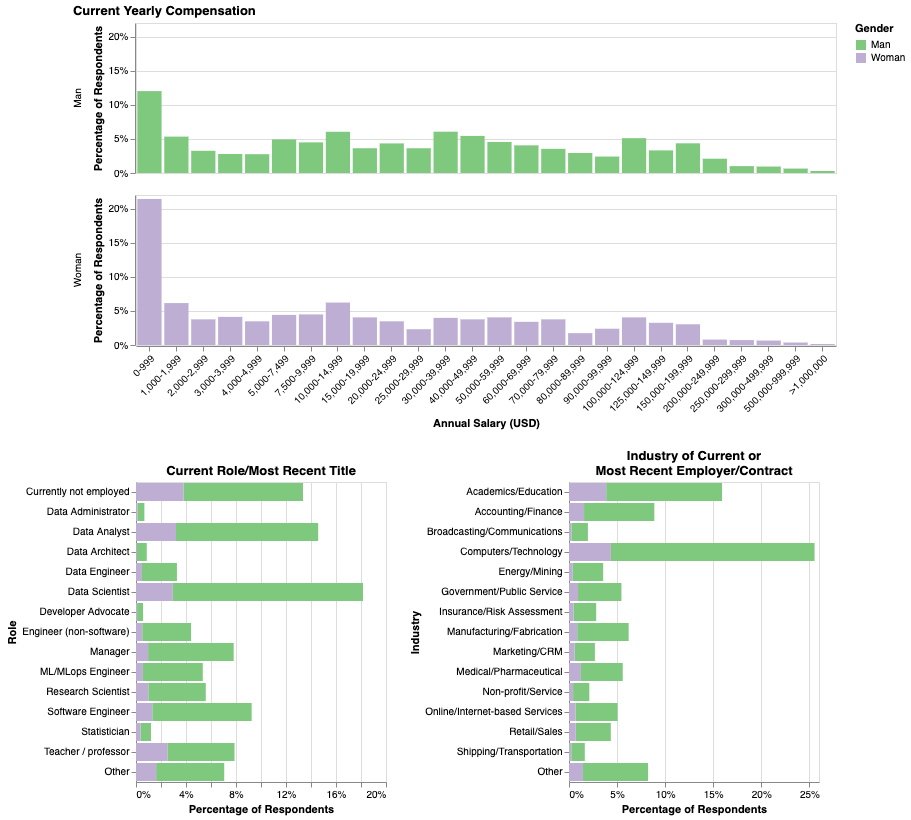 Current Yearly Compensation
Gender
Man
Woman
Man
Percentage of Respondents
20%
15%
10%
5%
0%
Woman
Percentage of Respondents
20%
15%
10%
5%
0%
0-999
1,000-1,999
2,000-2,999
3,000-3,999
4,000-4,999
5,000-7,499
7,500-9,999
10,000-14,999
15,000-19,999
20,000-24,999
25,000-29,999
30,000-39,999
40,000-49,999
50,000-59,999
60,000-69,999
70,000-79,999
80,000-89,999
90,000-99,999
100,000-124,999
125,000-149,999
150,000-199,999
200,000-249,999
250,000-299,999
300,000-499,999
500,000-999,999
>1,000,000
Annual Salary (USD)
Current Role/Most Recent Title
Role
Currently not employed
Data Administrator
Data Analyst
Data Architect
Data Engineer
Data Scientist
Developer Advocate
Engineer (non-software)
Manager
ML/MLops Engineer
Research Scientist
Software Engineer
Statistician
Teacher / professor
Other
0%
4%
8%
12%
16%
20%
Percentage of Respondents
Industry of Current or
Most Recent Employer/Contract
Industry
Academics/Education
Accounting/Finance
Broadcasting/Communications
Computers/Technology
Energy/Mining
Government/Public Service
Insurance/Risk Assessment
Manufacturing/Fabrication
Marketing/CRM
Medical/Pharmaceutical
Non-profit/Service
Online/Internet-based Services
Retail/Sales
Shipping/Transportation
Other
0%
5%
10%
15%
20%
25%
Percentage of Respondents